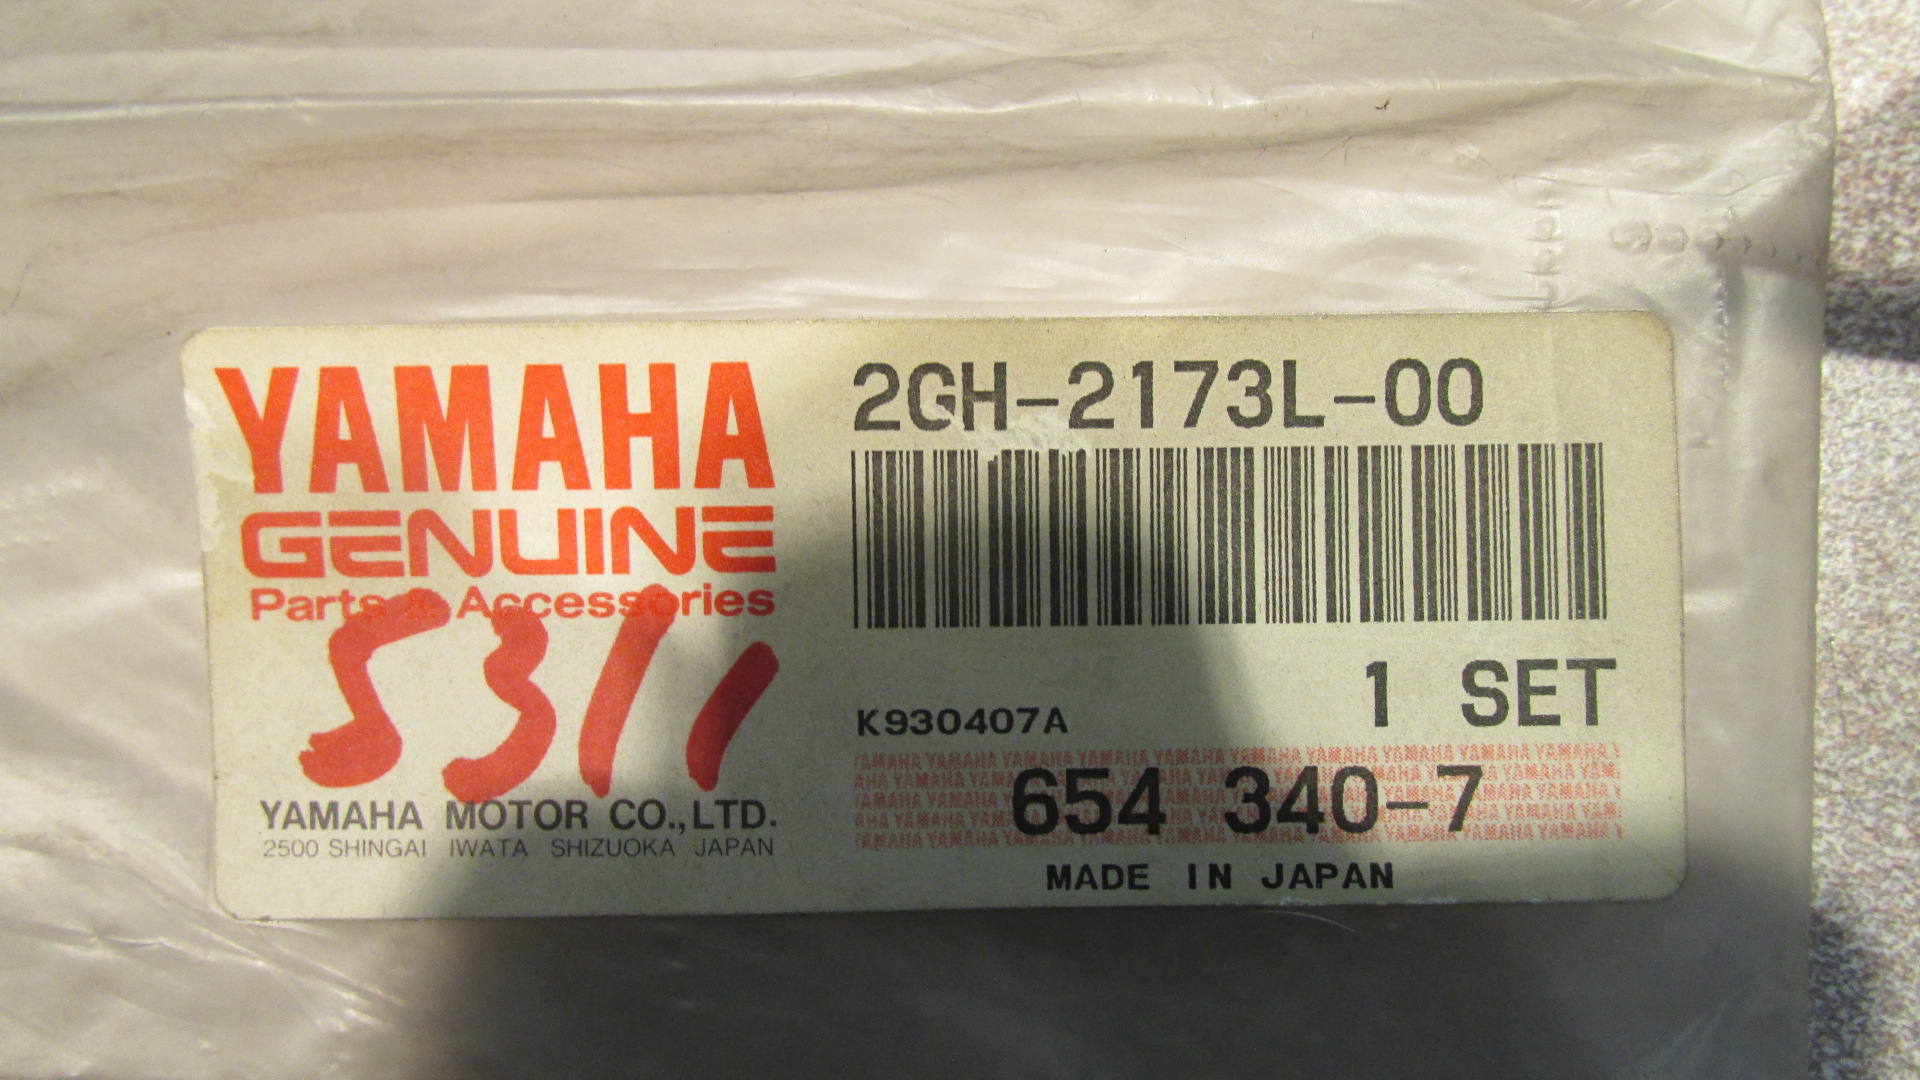 YAMAHA
GENUINE
Parts & Accessories
5311
YAMAHA MOTOR CO.,LTD.
2500 SHINGAI IWATA SHIZUOKA JAPAN
2GH-2173L-00
1 SET
K930407A
654 340-7
MADE IN JAPAN